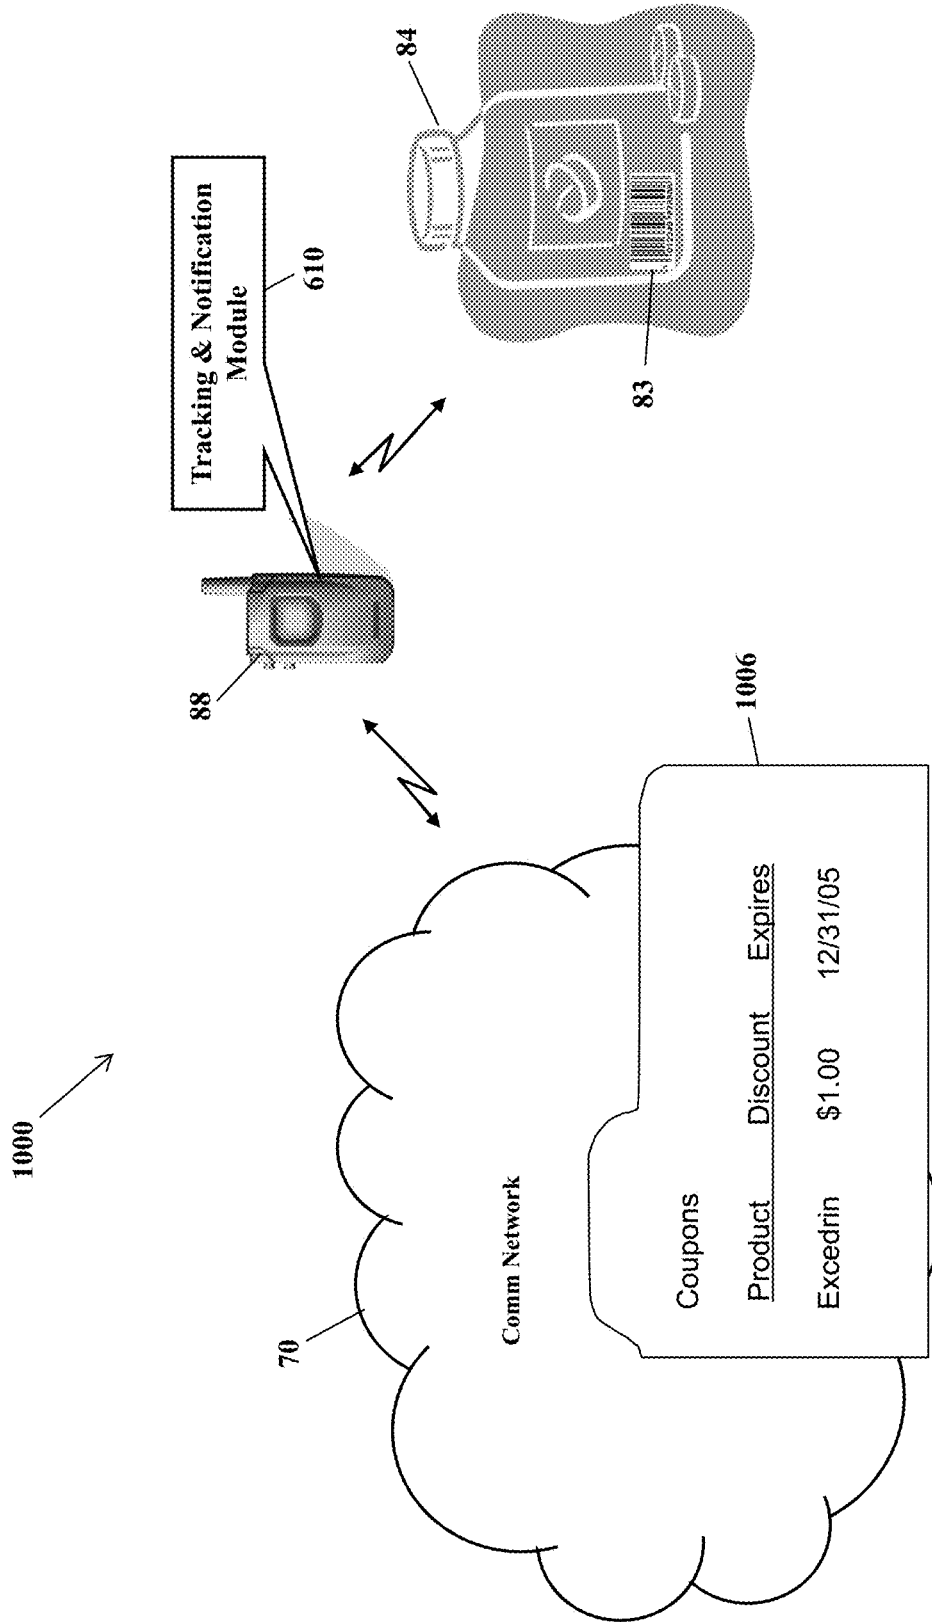 1000
Tracking & Notification
Module
610
84
88
83
70
Comm Network
1006
Coupons
Product Discount Expires
Excedrin $1.00 12/31/05